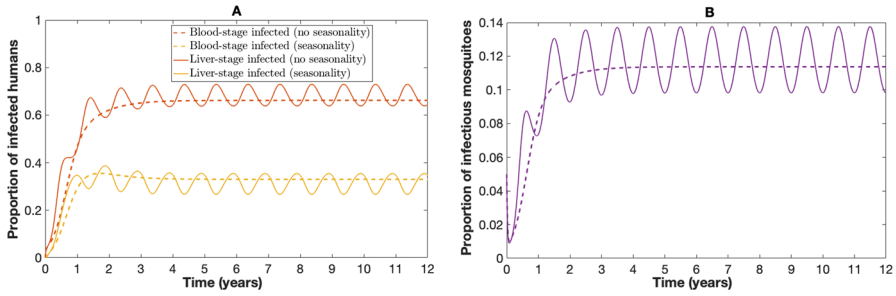 A
Proportion of infected humans
1
0.8
0.6
0.4
0.2
0
Blood-stage infected (no seasonality)
Blood-stage infected (seasonality)
Liver-stage infected (no seasonality)
Liver-stage infected (seasonality)
0 1 2 3 4 5 6 7 8 9 10 11 12
Time (years)
B
Proportion of infectious mosquitoes
0.14
0.12
0.1
0.08
0.06
0.04
0.02
0
0 1 2 3 4 5 6 7 8 9 10 11 12
Time (years)